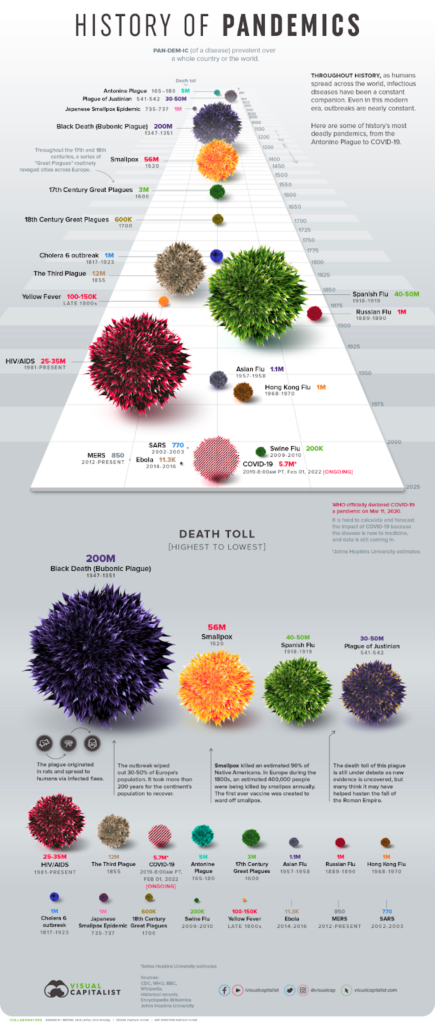 HISTORY OF PANDEMICS
PAN·DEM·IC (of a disease) prevalent over
a whole country or the world.
Death toll
THROUGHOUT HISTORY, as humans
spread across the world, infectious
diseases have been a constant
companion. Even in this modern
era, outbreaks are nearly constant.
Here are some of history's most
deadly pandemics, from the
Antonine Plague to COVID-19.
Antonine Plague 165-180 5M
Plague of Justinian 541-542 30-50M
Japanese Smallpox Epidemic 735-737 1M
Black Death (Bubonic Plague) 200M
1347-1351
Throughout the 17th and 18th
centuries, a series of
"Great Plagues" routinely
ravaged cities across Europe.
Smallpox 56M
1520
17th Century Great Plagues 3M
1600
18th Century Great Plagues 600K
1700
Cholera 6 outbreak 1M
1817-1923
The Third Plague 12M
1855
Yellow Fever 100-150K
LATE 1800s
Spanish Flu 40-50M
1918-1919
Russian Flu 1M
1889-1890
HIV/AIDS 25-35M
1981-PRESENT
Asian Flu 1.1M
1957-1958
Hong Kong Flu 1M
1968-1970
SARS 770
2002-2003
MERS 850
2012-PRESENT
Ebola 11.3K
2014-2016
Swine Flu 200K
2009-2010
COVID-19 5.7M*
2019-8:00AM PT, Feb 01, 2022 [ONGOING]
1700
1725
1750
1775
1800
1825
1850
1875
1900
1925
1950
1975
2000
2025
WHO officially declared COVID-19
a pandemic on Mar 11, 2020.
It is hard to calculate and forecast
the impact of COVID-19 because
the disease is new to medicine,
and data is still coming in.
*Johns Hopkins University estimates
DEATH TOLL
[HIGHEST TO LOWEST]
200M
Black Death (Bubonic Plague)
1347-1351
56M
Smallpox
1520
40-50M
Spanish Flu
1918-1919
30-50M
Plague of Justinian
541-542
The plague originated
in rats and spread to
humans via infected fleas.
The outbreak wiped
out 30-50% of Europe's
population. It took more than
200 years for the continent's
population to recover.
Smallpox killed an estimated 90% of
Native Americans. In Europe during the
1800s, an estimated 400,000 people
were being killed by smallpox annually.
The first ever vaccine was created to
ward off smallpox.
The death toll of this plague
is still under debate as new
evidence is uncovered, but
many think it may have
helped hasten the fall of
the Roman Empire.
25-35M
HIV/AIDS
1981-PRESENT
12M
The Third Plague
1855
5.7M*
COVID-19
2019-8:00AM PT,
FEB 01, 2022
[ONGOING]
5M
Antonine
Plague
165-180
3M
17th Century
Great Plagues
1600
1.1M
Asian Flu
1957-1958
1M
Russian Flu
1889-1890
1M
Hong Kong Flu
1968-1970
1M
Cholera 6
outbreak
1817-1923
1M
Japanese
Smallpox Epidemic
735-737
600K
18th Century
Great Plagues
1700
200K
Swine Flu
2009-2010
100-150K
Yellow Fever
LATE 1800s
11.3K
Ebola
2014-2016
850
MERS
2012-PRESENT
770
SARS
2002-2003
*Johns Hopkins University estimates
Sources:
CDC, WHO, BBC,
Wikipedia,
Historical records
Encyclopedia Britannica
Johns Hopkins University
VISUAL
CAPITALIST
/visualcapitalist
@visualcap
visualcapitalist.com